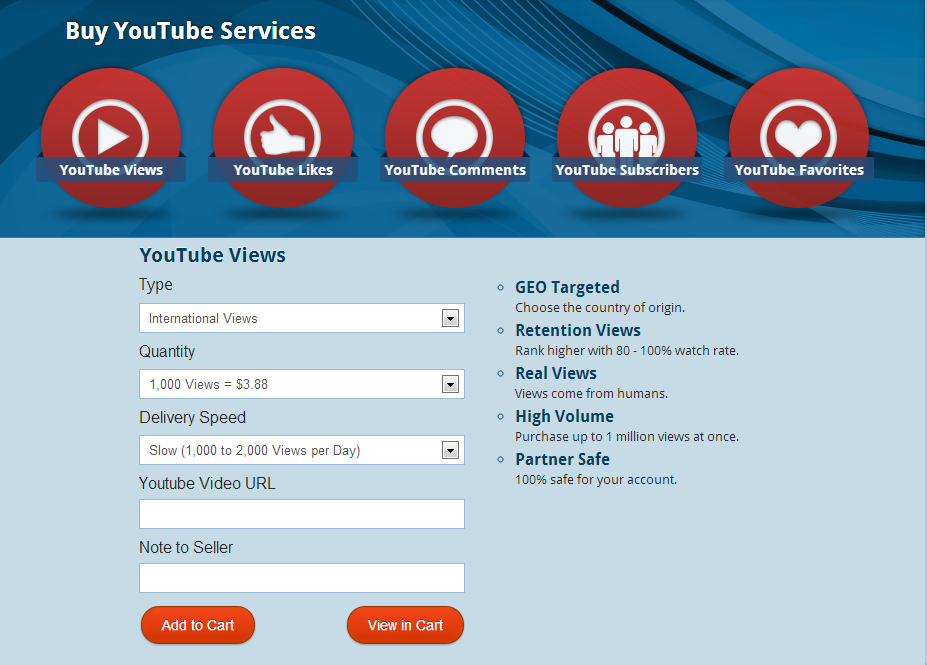 Buy YouTube Services
YouTube Views
YouTube Likes
YouTube Comments
YouTube Subscribers
YouTube Favorites
YouTube Views
Type
International Views
Quantity
1,000 Views = $3.88
Delivery Speed
Slow (1,000 to 2,000 Views per Day)
Youtube Video URL
Note to Seller
Add to Cart
View in Cart
GEO Targeted
Choose the country of origin.
Retention Views
Rank higher with 80 - 100% watch rate.
Real Views
Views come from humans.
High Volume
Purchase up to 1 million views at once.
Partner Safe
100% safe for your account.